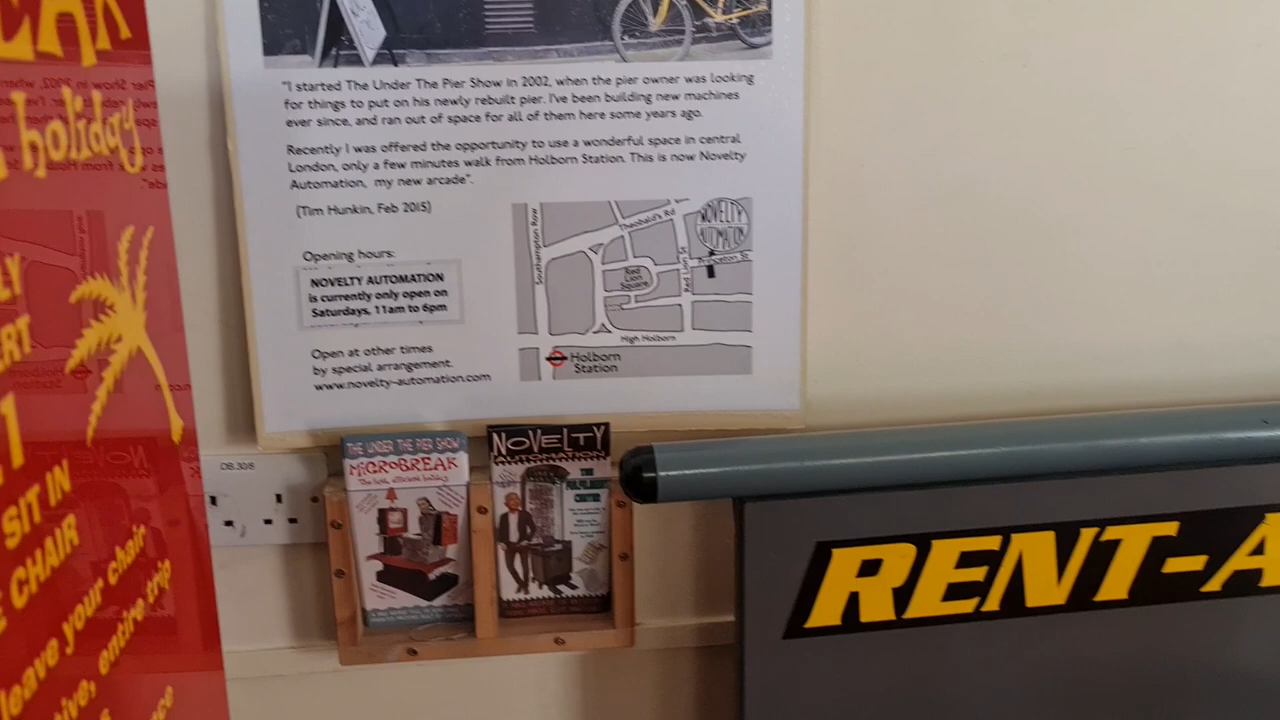 holiday
LY
ERT
1
SIT IN
E CHAIR
leave your chair
entire trip
"I started The Under The Pier Show in 2002, when the pier owner was looking
for things to put on his newly rebuilt pier. I've been building new machines
ever since, and ran out of space for all of them here some years ago.
Recently I was offered the opportunity to use a wonderful space in central
London, only a few minutes walk from Holborn Station. This is now Novelty
Automation, my new arcade".
(Tim Hunkin, Feb 2015)
Opening hours:
NOVELTY AUTOMATION
is currently only open on
Saturdays, 11am to 6pm
Open at other times
by special arrangement.
www.novelty-automation.com
Southampton Row
Theobald's Rd
NOVELTY
AUTOMATION
Red Lion St
Princeton St
Red
Lion
Square
High Holborn
Holborn
Station
DB.30/8
THE UNDER THE PIER SHOW
MiCROBREAK
NOVELTY
AUTOMATION
RENT-A